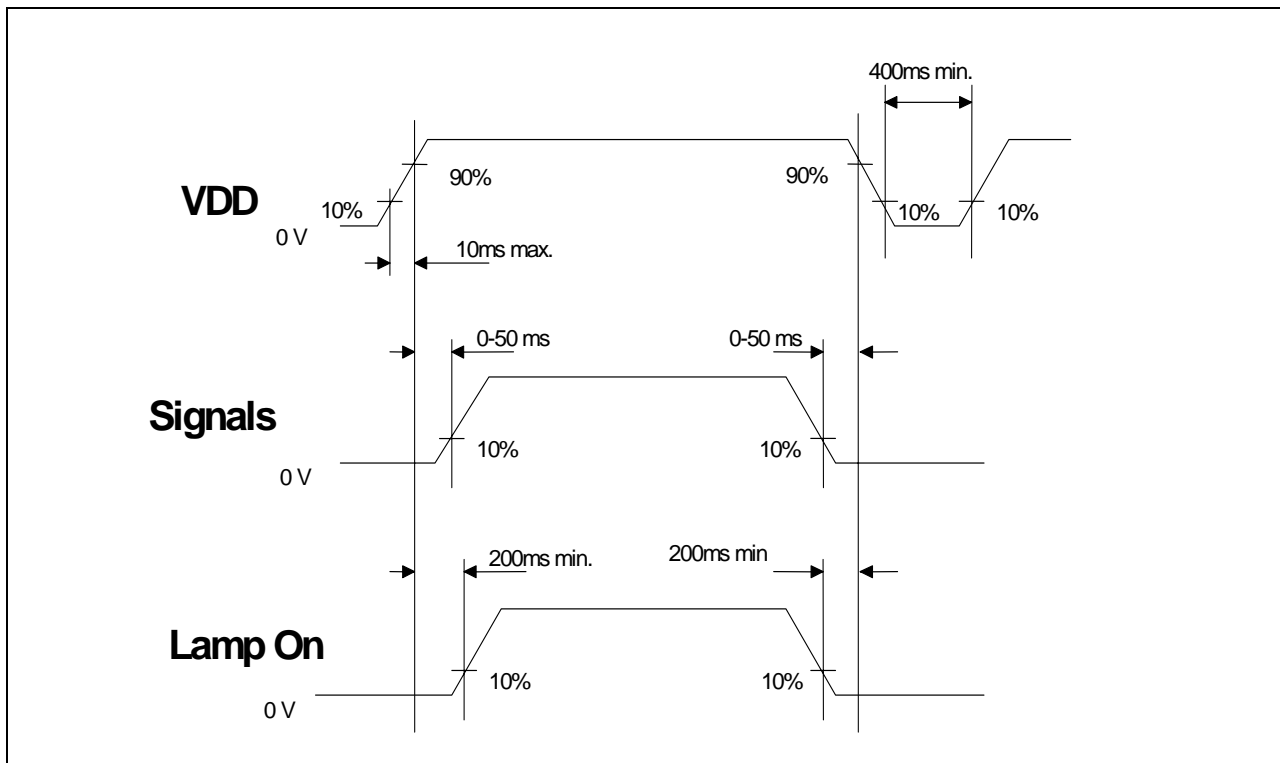 400ms min.
VDD
90%
90%
10%
10%
10%
0 V
10ms max.
0-50 ms
0-50 ms
Signals
10%
10%
0 V
200ms min.
200ms min
Lamp On
10%
10%
0 V